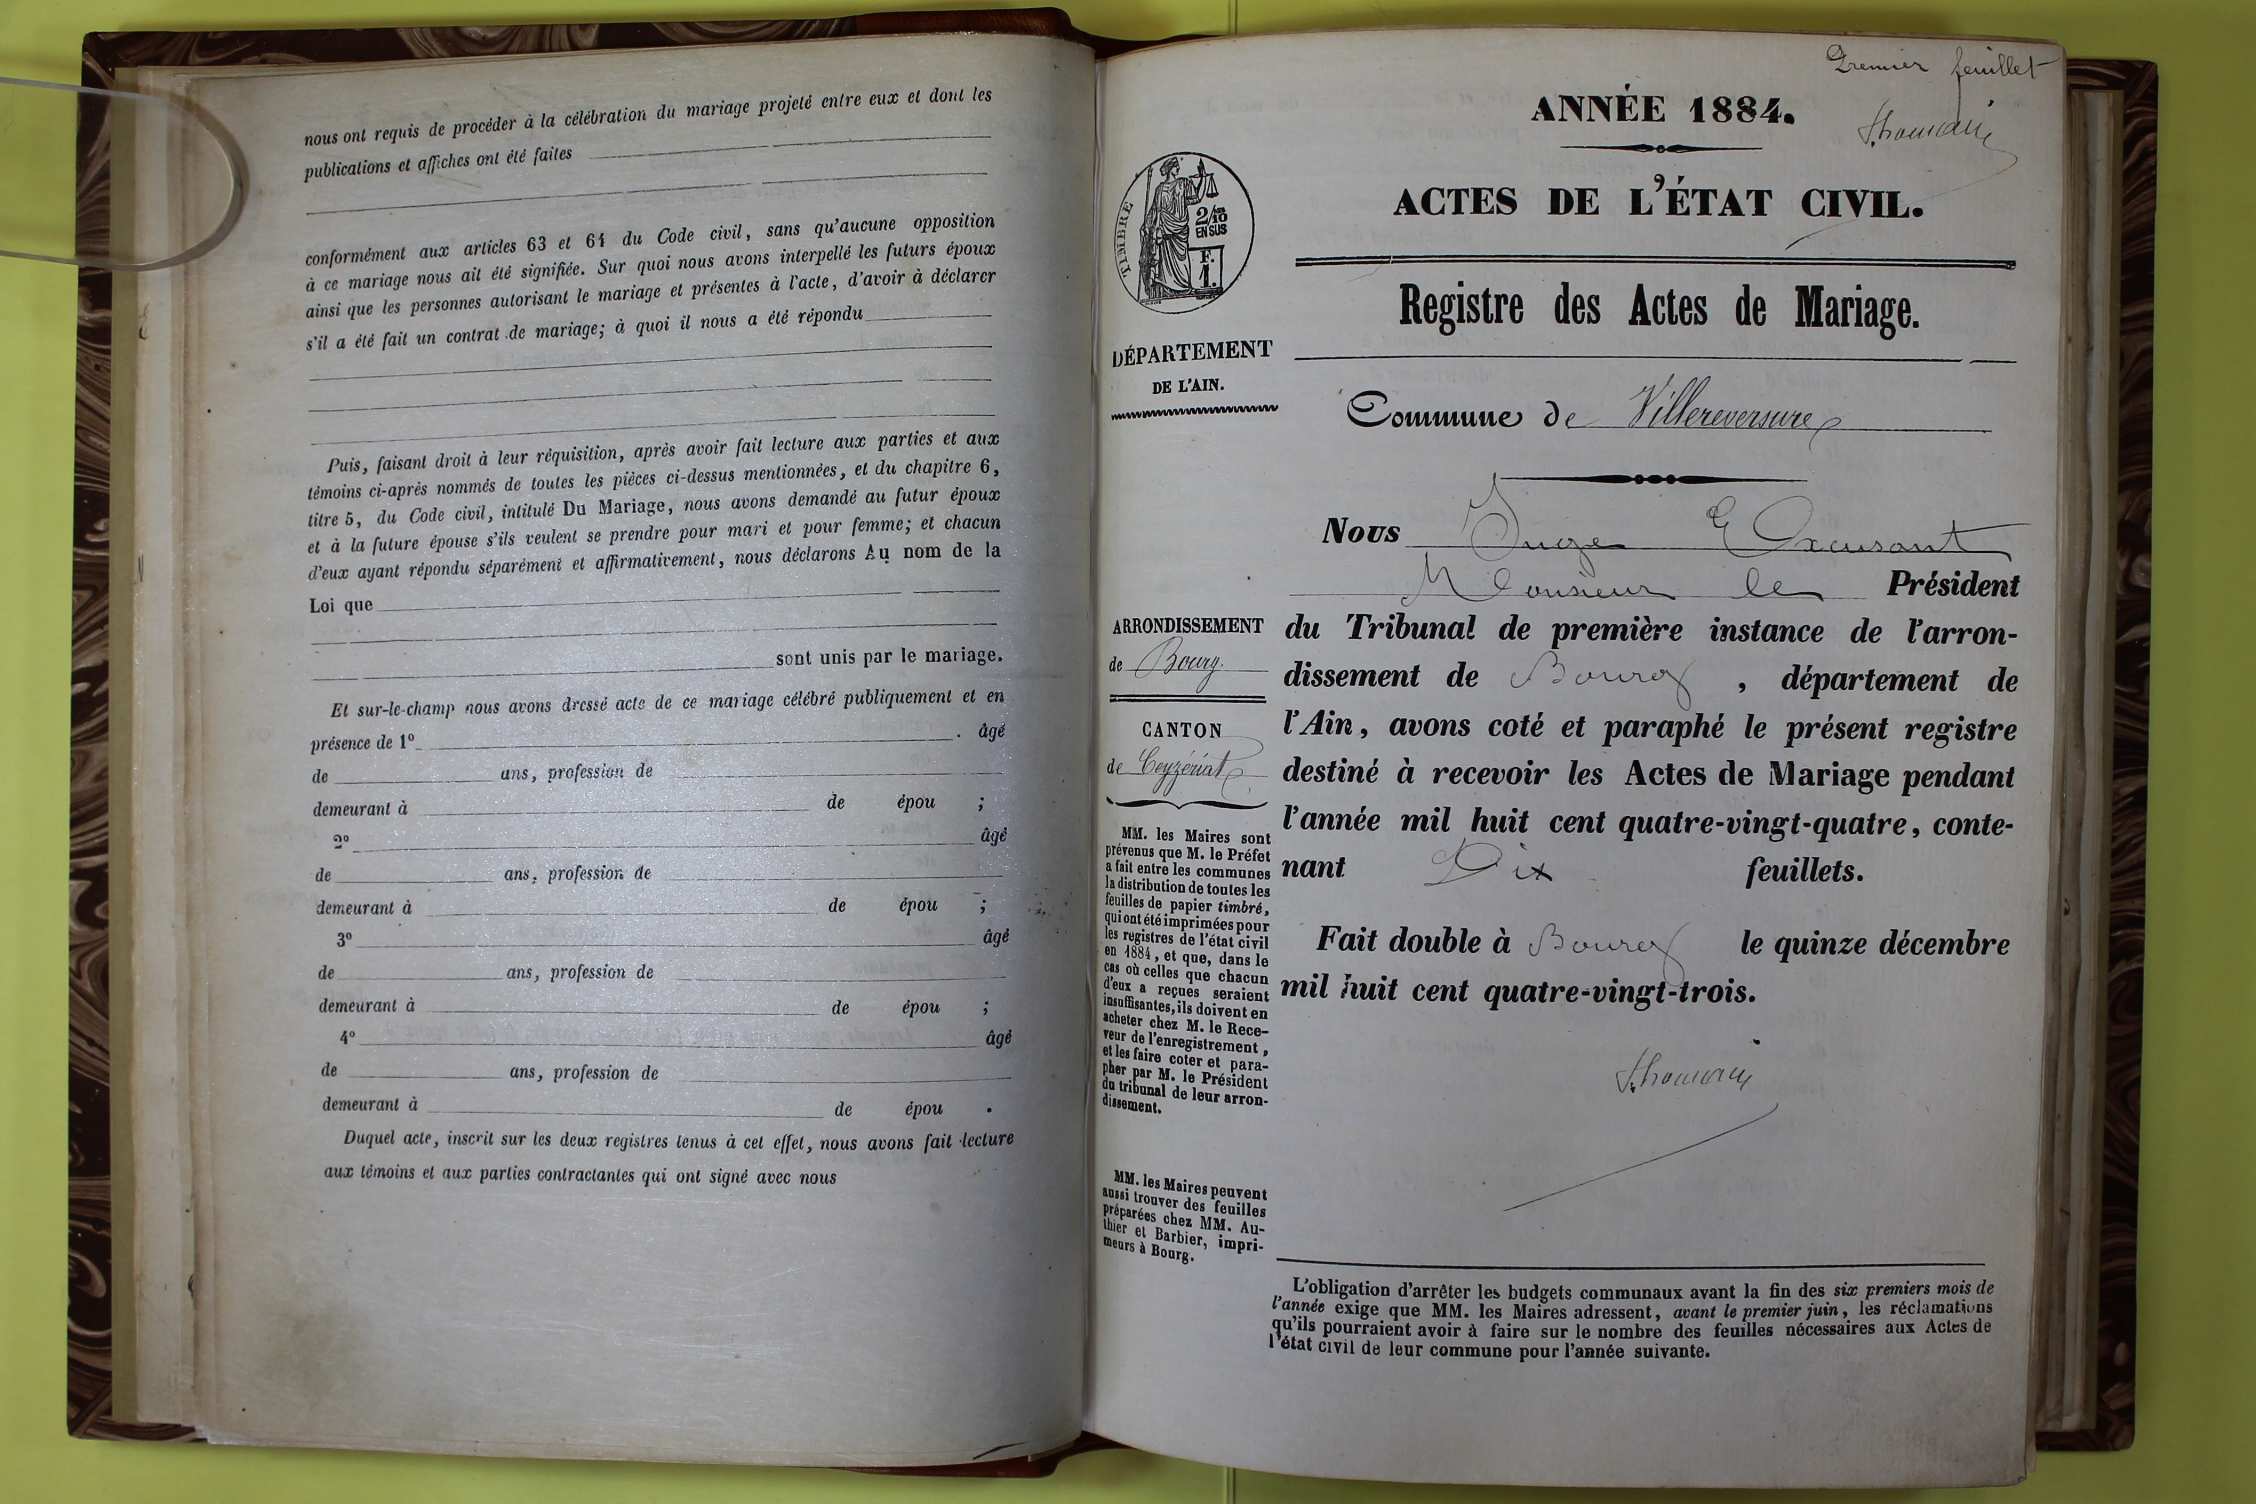 nous ont requis de procéder à la célébration du mariage projeté entre eux et dont les
publications et affiches ont été faites
conformément aux articles 63 et 64 du Code civil, sans qu'aucune opposition
à ce mariage nous ait été signifiée. Sur quoi nous avons interpellé les futurs époux
ainsi que les personnes autorisant le mariage et présentes à l'acte, d'avoir à déclarer
s'il a été fait un contrat de mariage; à quoi il nous a été répondu
Puis, faisant droit à leur réquisition, après avoir fait lecture aux parties et aux
témoins ci-après nommés de toutes les pièces ci-dessus mentionnées, et du chapitre 6,
titre 5, du Code civil, intitulé Du Mariage, nous avons demandé au futur époux
et à la future épouse s'ils veulent se prendre pour mari et pour femme; et chacun
d'eux ayant répondu séparément et affirmativement, nous déclarons Au nom de la
Loi que
sont unis par le mariage.
Et sur-le-champ nous avons dressé acte de ce mariage célébré publiquement et en
présence de 1° . âgé
de ans, profession de
demeurant à de épou ;
2° âgé
de ans, profession de
demeurant à de épou ;
3° âgé
de ans, profession de
demeurant à de épou ;
4° âgé
de ans, profession de
demeurant à de épou .
Duquel acte, inscrit sur les deux registres tenus à cet effet, nous avons fait lecture
aux témoins et aux parties contractantes qui ont signé avec nous
Premier feuillet
ANNÉE 1884.
ACTES DE L'ÉTAT CIVIL.
TIMBRE
2/10
EN SUS
F.
1.
Registre des Actes de Mariage.
DÉPARTEMENT
DE L'AIN.
Commune de Villereversure
Nous Juge Excusant
Monsieur le Président
du Tribunal de première instance de l'arron-
dissement de Bourg , département de
l'Ain, avons coté et paraphé le présent registre
destiné à recevoir les Actes de Mariage pendant
l'année mil huit cent quatre-vingt-quatre, conte-
nant Dix feuillets.
Fait double à Bourg le quinze décembre
mil huit cent quatre-vingt-trois.
ARRONDISSEMENT
de Bourg.
CANTON
de Ceyzériat
MM. les Maires sont
prévenus que M. le Préfet
a fait entre les communes
la distribution de toutes les
feuilles de papier timbré,
qui ont été imprimées pour
les registres de l'état civil
en 1884, et que, dans le
cas où celles que chacun
d'eux a reçues seraient
insuffisantes, ils doivent en
acheter chez M. le Rece-
veur de l'enregistrement,
et les faire coter et para-
pher par M. le Président
du tribunal de leur arron-
dissement.
MM. les Maires peuvent
aussi trouver des feuilles
préparées chez MM. Au-
thier et Barbier, impri-
meurs à Bourg.
L'obligation d'arrêter les budgets communaux avant la fin des six premiers mois de
l'année exige que MM. les Maires adressent, avant le premier juin, les réclamations
qu'ils pourraient avoir à faire sur le nombre des feuilles nécessaires aux Actes de
l'état civil de leur commune pour l'année suivante.